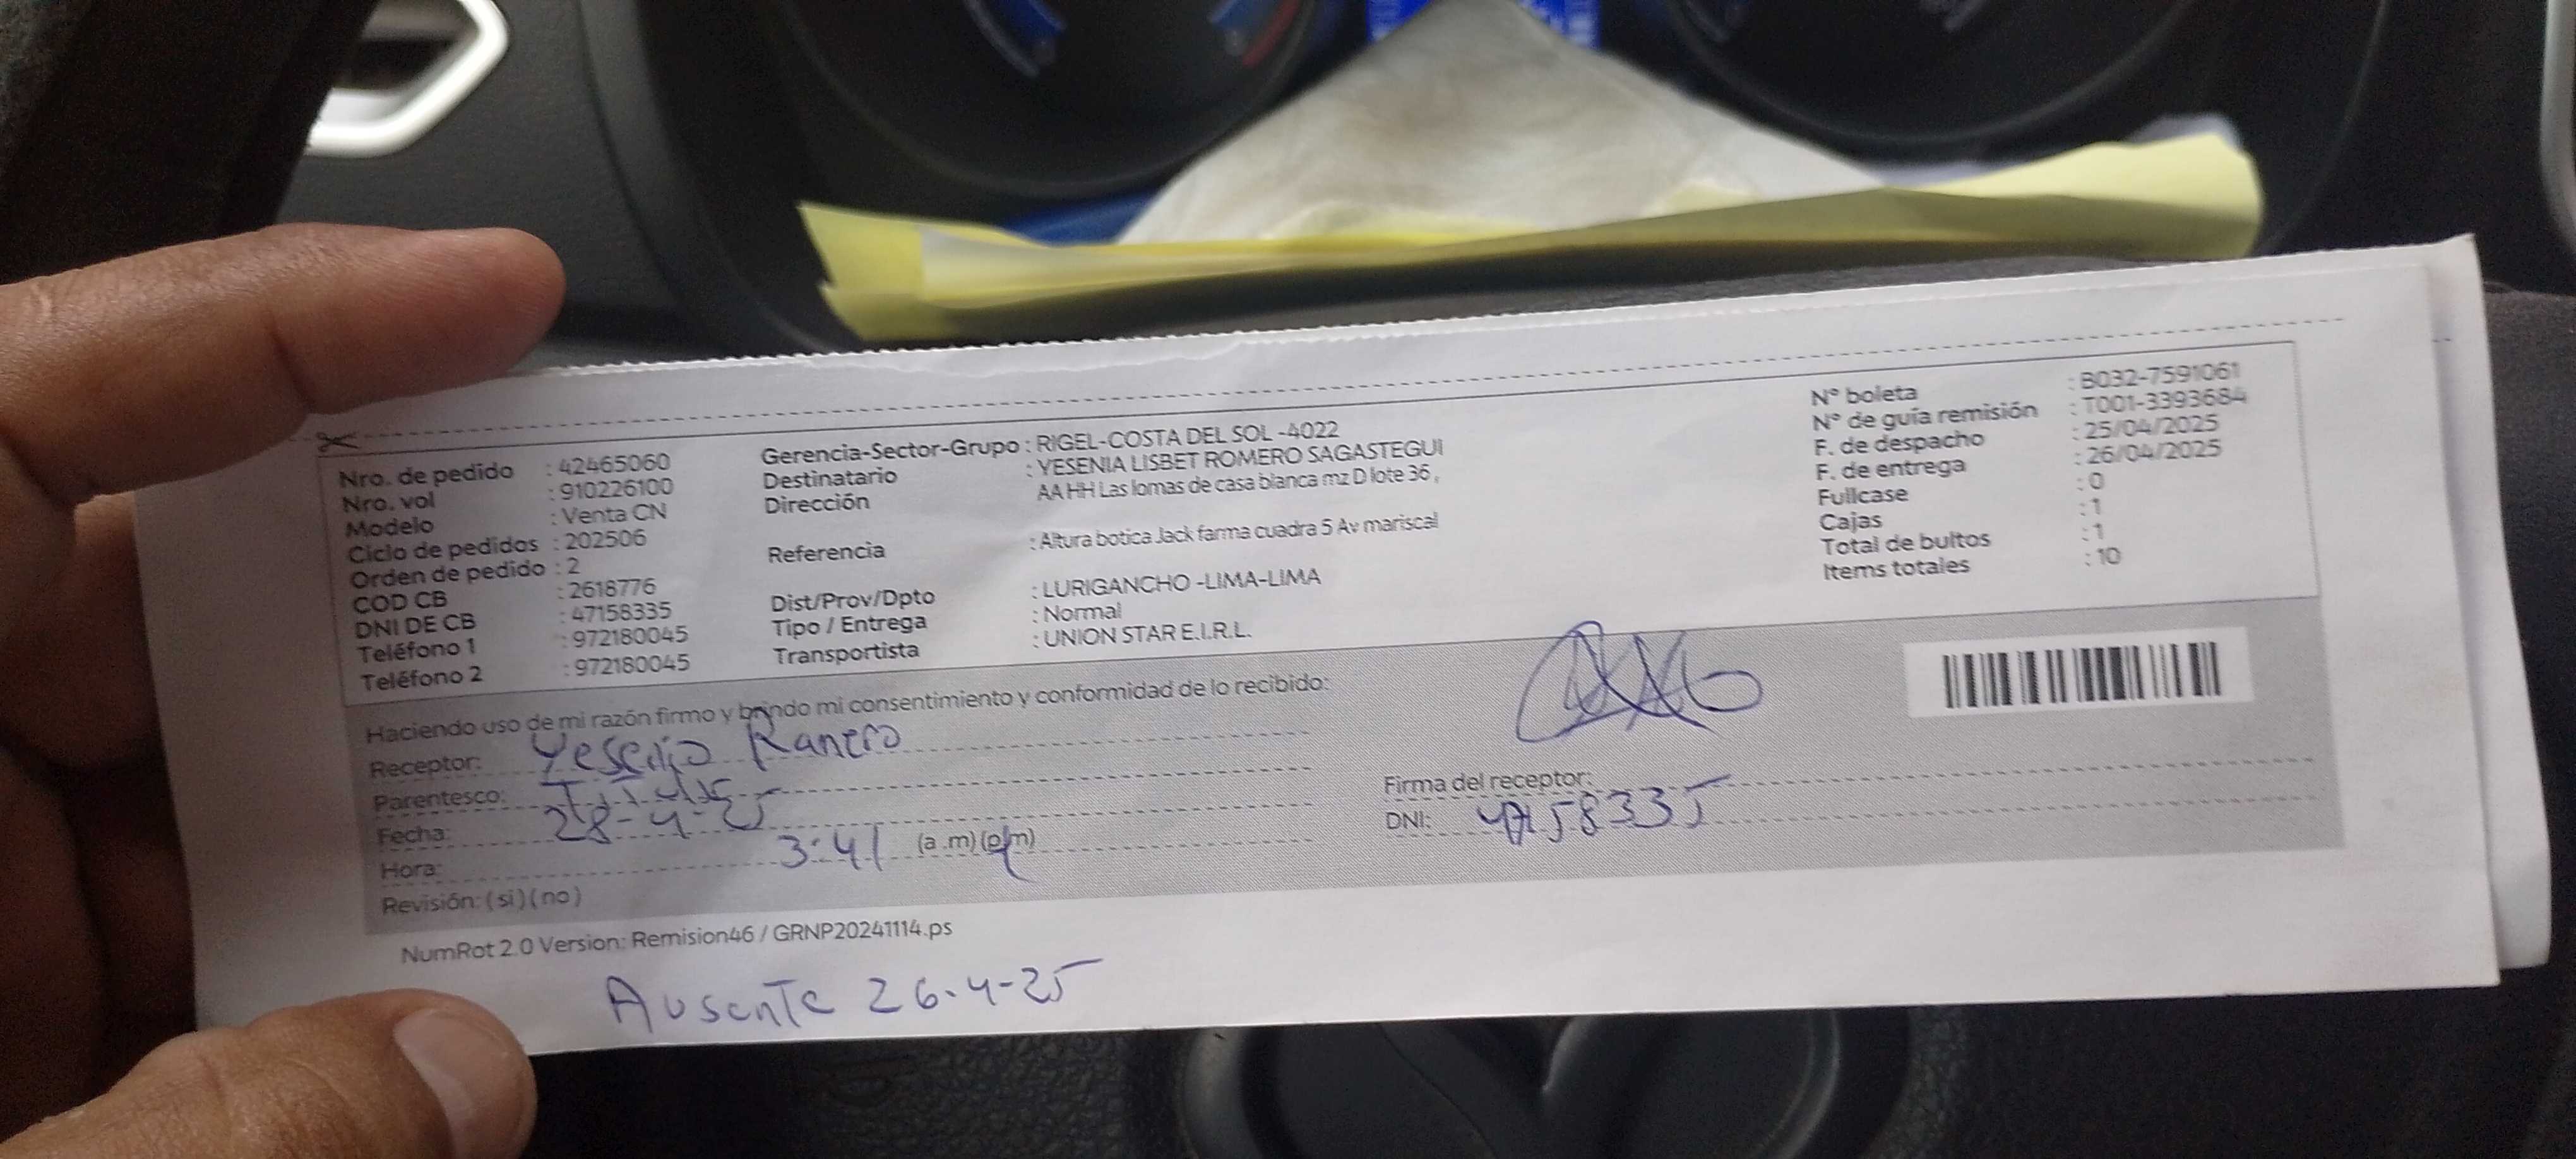 Nro. de pedido : 42465060
Nro. vol : 910226100
Modelo : Venta CN
Ciclo de pedidos : 202506
Orden de pedido : 2
COD CB : 2618776
DNI DE CB : 47158335
Teléfono 1 : 972180045
Teléfono 2 : 972180045
Gerencia-Sector-Grupo : RIGEL-COSTA DEL SOL -4022
Destinatario : YESENIA LISBET ROMERO SAGASTEGUI
Dirección AA HH Las lomas de casa blanca mz D lote 36 ,
Referencia : Altura botica Jack farma cuadra 5 Av mariscal
Dist/Prov/Dpto : LURIGANCHO -LIMA-LIMA
Tipo / Entrega : Normal
Transportista : UNION STAR E.I.R.L.
N° boleta : B032-7591061
N° de guía remisión : T001-3393684
F. de despacho : 25/04/2025
F. de entrega : 26/04/2025
Fullcase : 0
Cajas : 1
Total de bultos : 1
Items totales : 10
Haciendo uso de mi razón firmo y brindo mi consentimiento y conformidad de lo recibido:
Receptor:
Parentesco:
Fecha: 28-4-25
Hora: 3:41 (a .m) (p.m)
Revisión: ( si ) ( no )
Firma del receptor:
DNI: 47158335
NumRot 2.0 Version: Remision46 / GRNP20241114.ps
Ausente 26-4-25